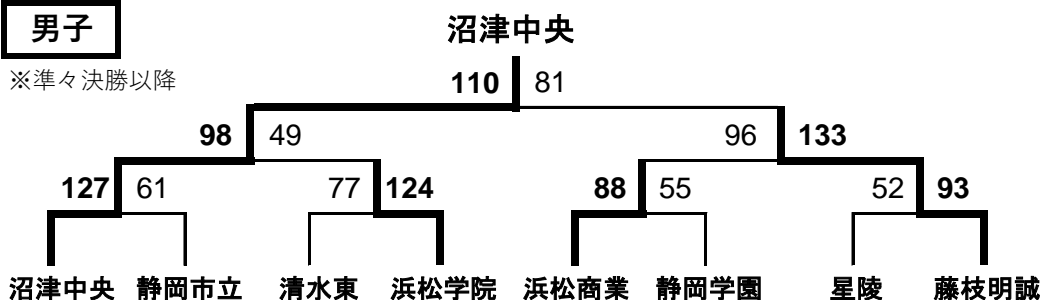 男子
沼津中央
※準々決勝以降
110 81
98 49 96 133
127 61 77 124 88 55 52 93
沼津中央 静岡市立 清水東 浜松学院 浜松商業 静岡学園 星陵 藤枝明誠